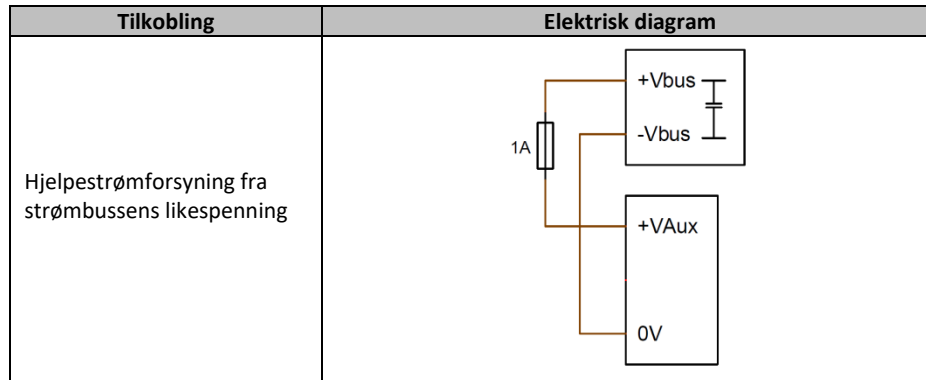 Tilkobling
Elektrisk diagram
Hjelpestrømforsyning fra
strømbussens likespenning
+Vbus
-Vbus
1A
+VAux
0V